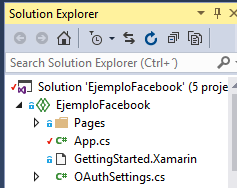 Solution Explorer
Search Solution Explorer (Ctrl+´)
Solution 'EjemploFacebook' (5 proje
EjemploFacebook
Pages
App.cs
GettingStarted.Xamarin
OAuthSettings.cs